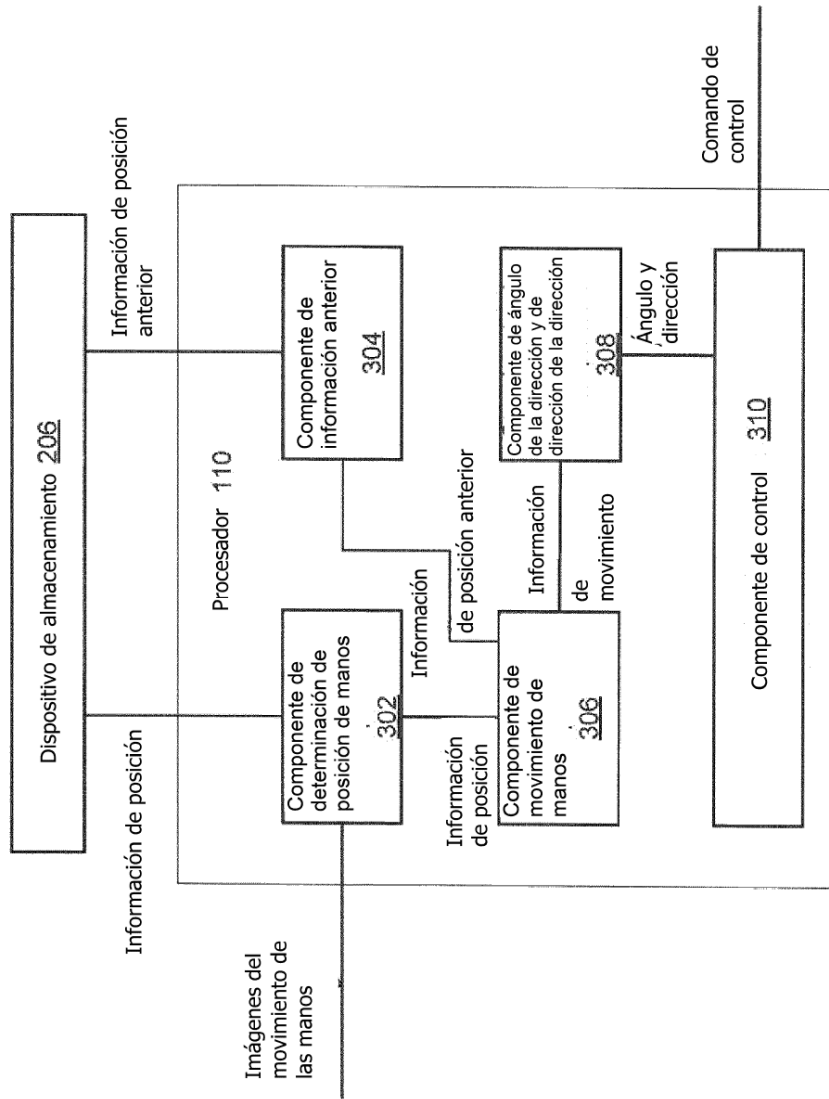 Dispositivo de almacenamiento 206
Información de posición
Información de posición
anterior
Procesador 110
Imágenes del
movimiento de
las manos
Componente de
determinación de
posición de manos
302
Componente de
información anterior
304
Información
de posición
Información
de posición anterior
Componente de
movimiento de
manos
306
Información
de movimiento
Componente de ángulo
de la dirección y de
dirección de la dirección
308
Ángulo y
dirección
Componente de control 310
Comando de
control